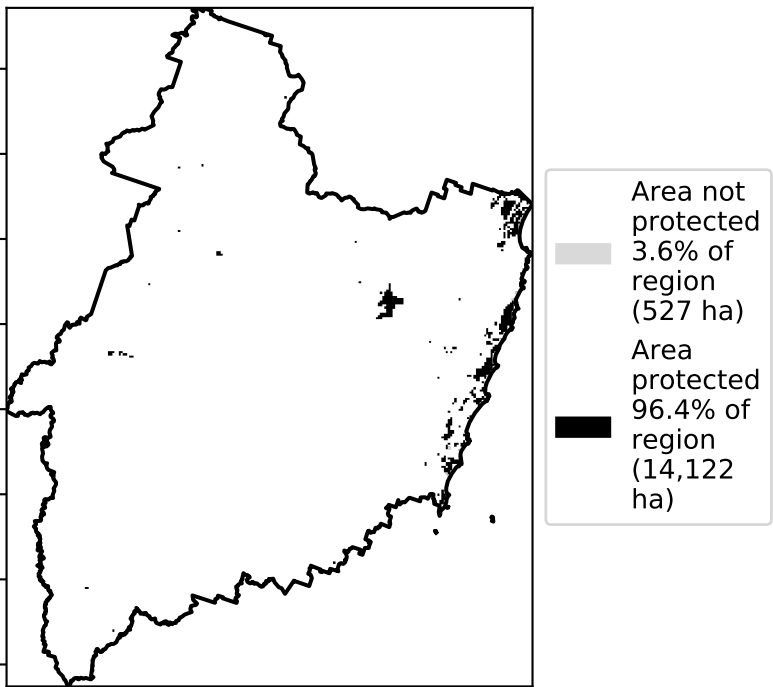 Area not
protected
3.6% of
region
(527 ha)
Area
protected
96.4% of
region
(14,122
ha)